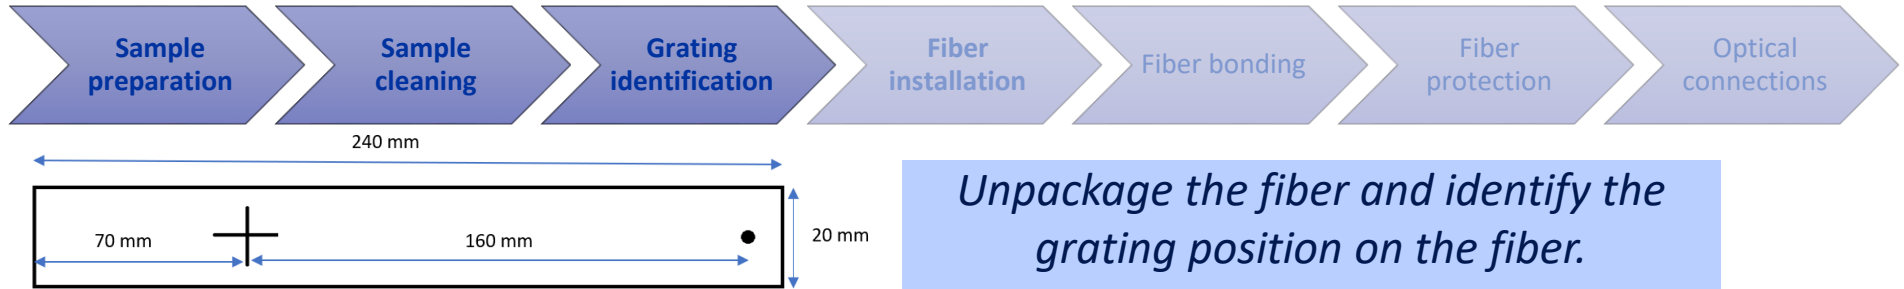 Sample
preparation
Sample
cleaning
Grating
identification
Fiber
installation
Fiber bonding
Fiber
protection
Optical
connections
240 mm
70 mm
160 mm
20 mm
Unpackage the fiber and identify the
grating position on the fiber.